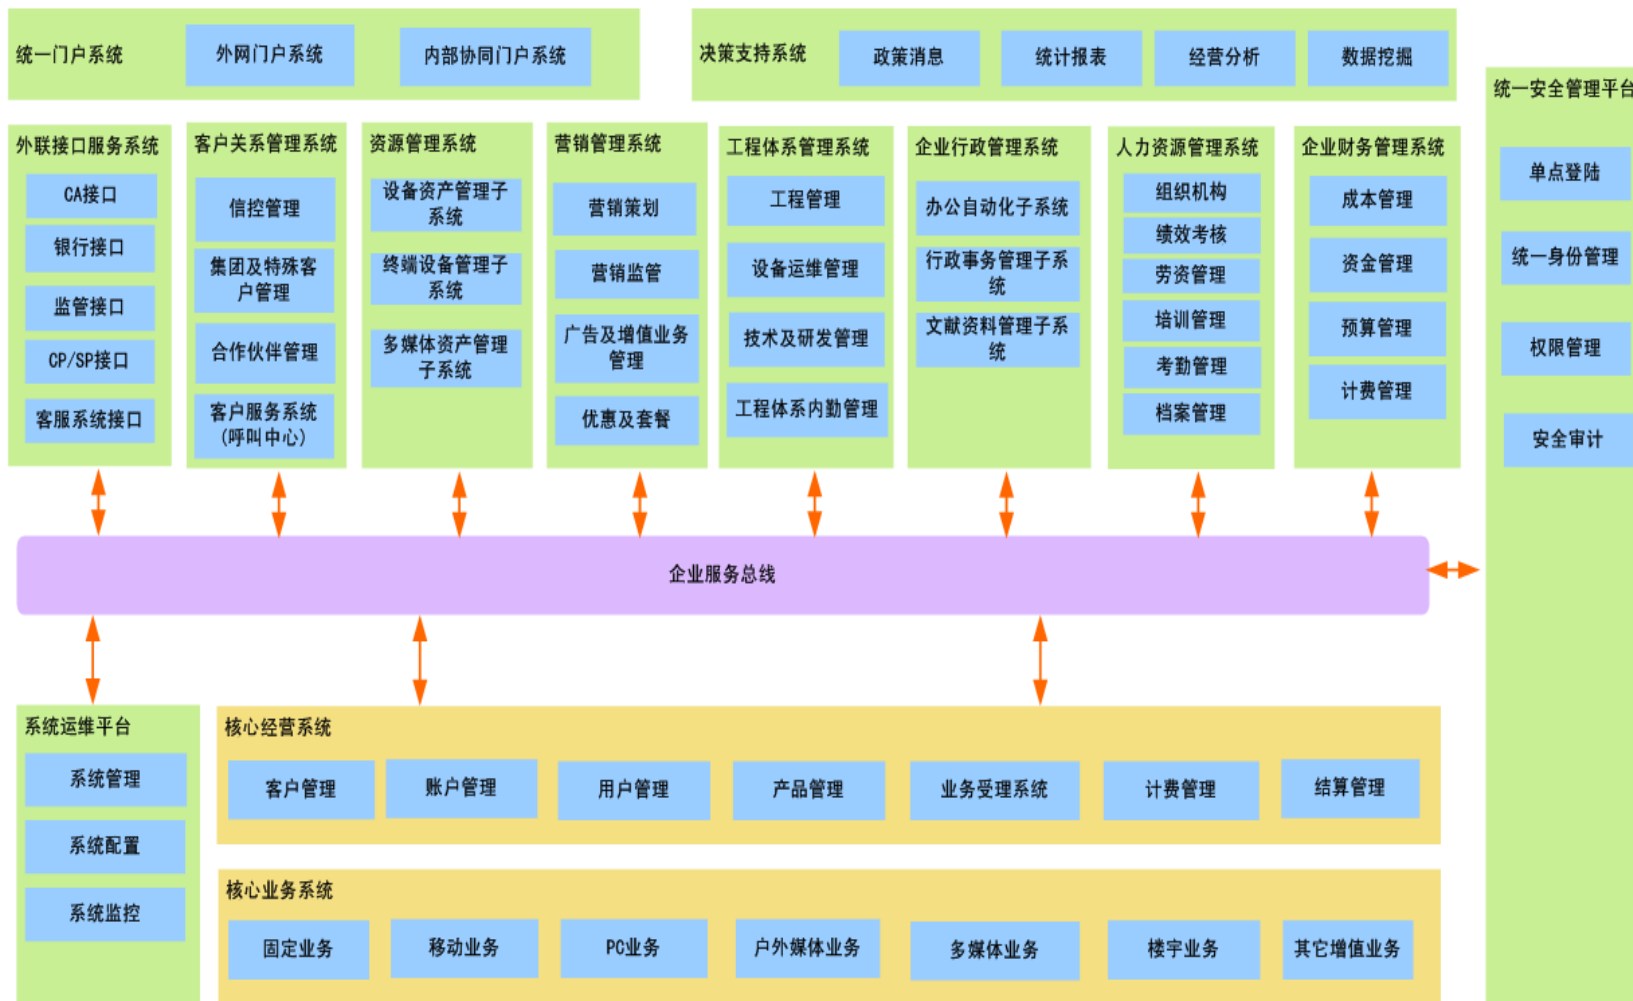 统一门户系统
外网门户系统
内部协同门户系统
决策支持系统
政策消息
统计报表
经营分析
数据挖掘
外联接口服务系统
CA接口
银行接口
监管接口
CP/SP接口
客服系统接口
客户关系管理系统
信控管理
集团及特殊客
户管理
合作伙伴管理
客户服务系统
(呼叫中心)
资源管理系统
设备资产管理子
系统
终端设备管理子
系统
多媒体资产管理
子系统
营销管理系统
营销策划
营销监管
广告及增值业务
管理
优惠及套餐
工程体系管理系统
工程管理
设备运维管理
技术及研发管理
工程体系内勤管理
企业行政管理系统
办公自动化子系统
行政事务管理子系
统
文献资料管理子系
统
人力资源管理系统
组织机构
绩效考核
劳资管理
培训管理
考勤管理
档案管理
企业财务管理系统
成本管理
资金管理
预算管理
计费管理
统一安全管理平台
单点登陆
统一身份管理
权限管理
安全审计
企业服务总线
系统运维平台
系统管理
系统配置
系统监控
核心经营系统
客户管理
账户管理
用户管理
产品管理
业务受理系统
计费管理
结算管理
核心业务系统
固定业务
移动业务
PC业务
户外媒体业务
多媒体业务
楼宇业务
其它增值业务